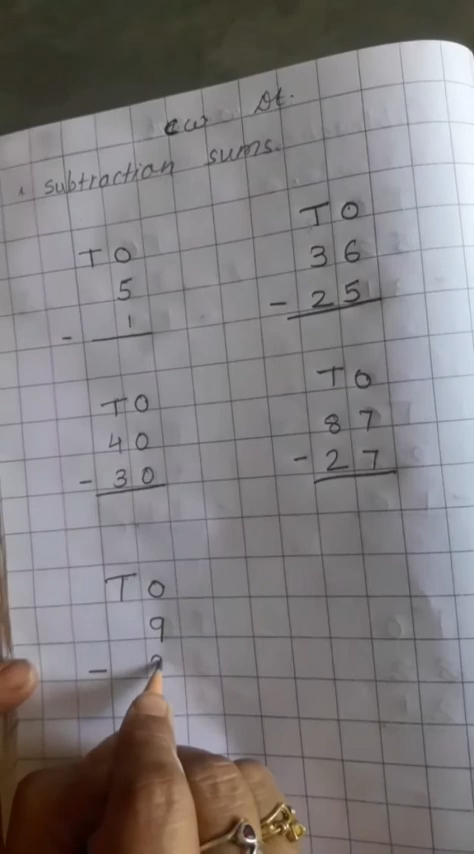 cw Dt.
subtraction sums.
T O
5
- 1
T O
3 6
- 2 5
T O
4 0
- 3 0
T O
8 7
- 2 7
T O
9
-